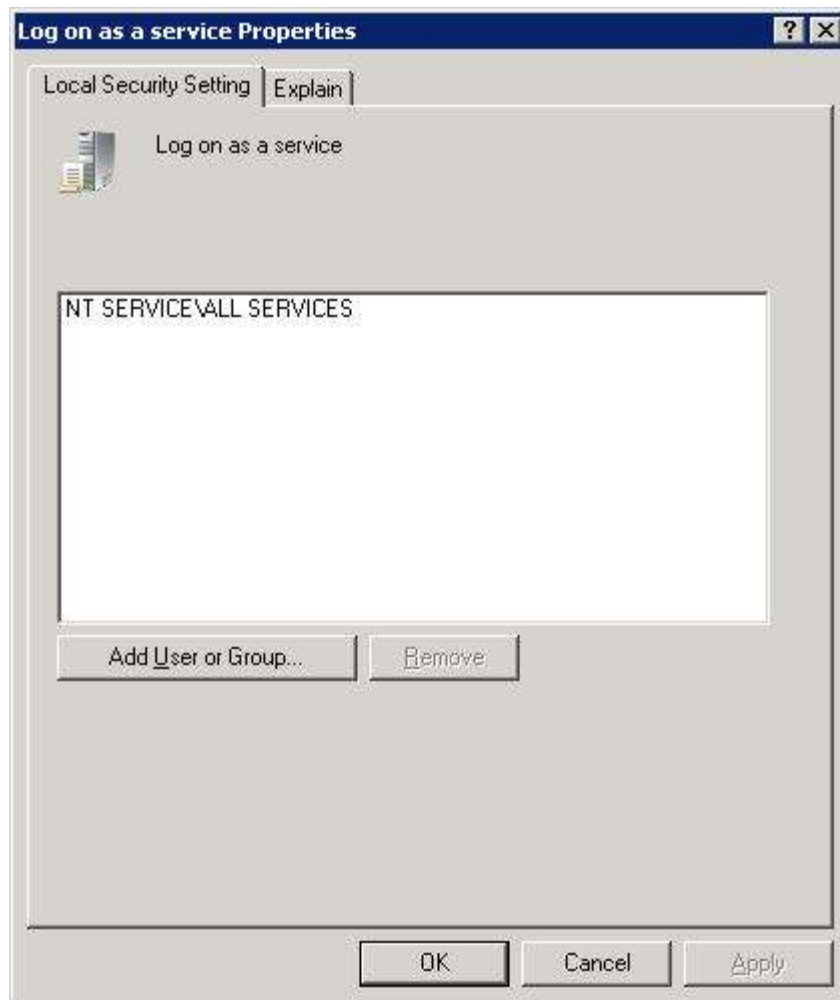 Log on as a service Properties
Local Security Setting
Explain
Log on as a service
NT SERVICE\ALL SERVICES
Add User or Group...
Remove
OK
Cancel
Apply